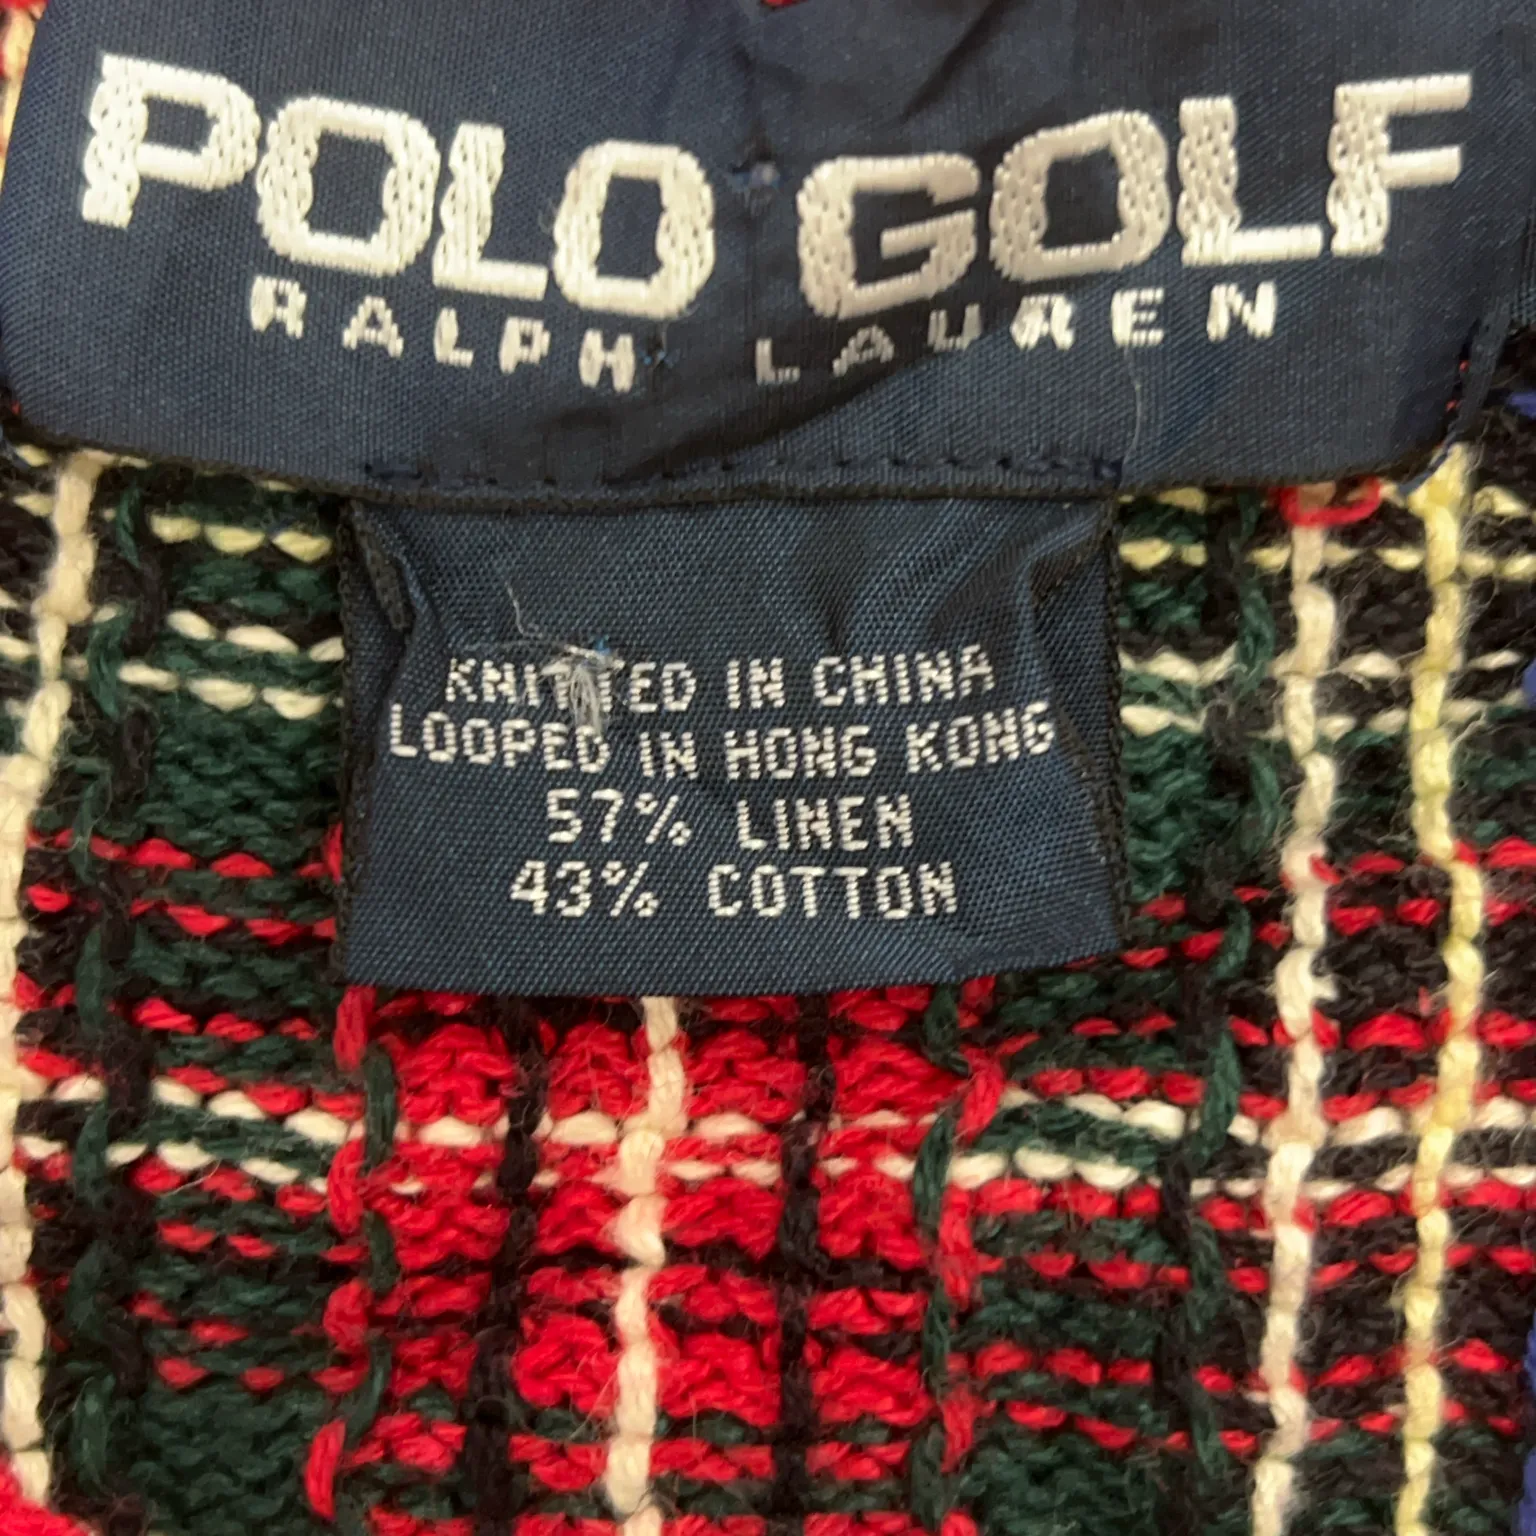 POLO GOLF
RALPH LAUREN
KNITTED IN CHINA
LOOPED IN HONG KONG
57% LINEN
43% COTTON